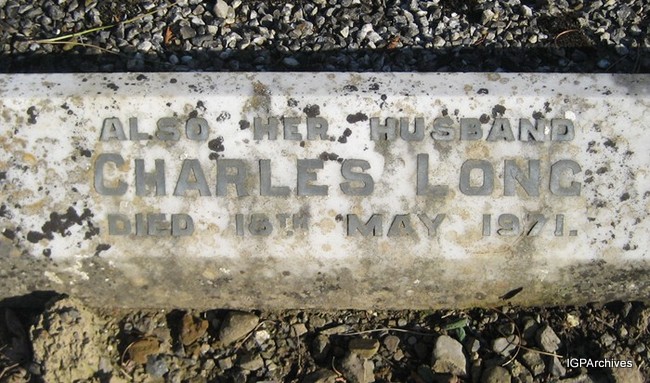 ALSO HER HUSBAND
CHARLES LONG
DIED 16TH MAY 1971.
IGPArchives